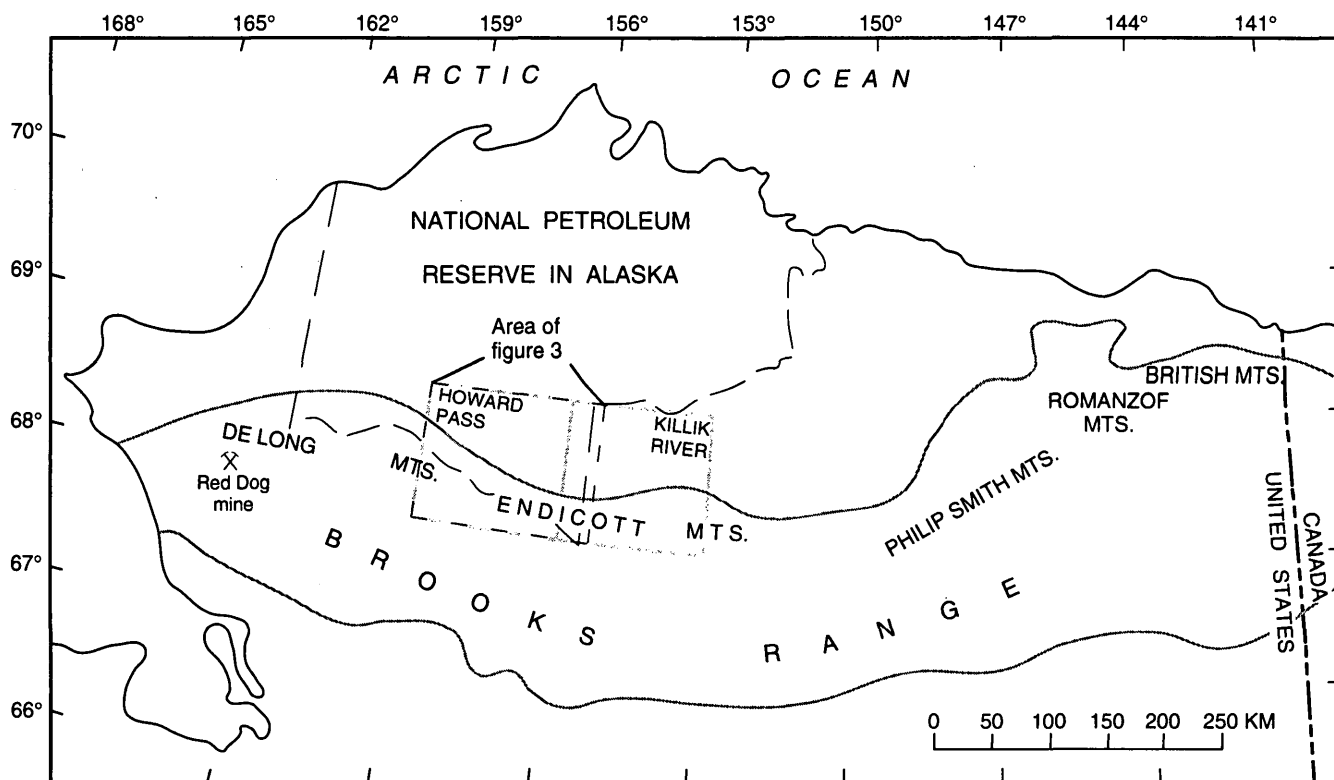 168° 165° 162° 159° 156° 153° 150° 147° 144° 141°
ARCTIC OCEAN
70°
NATIONAL PETROLEUM
RESERVE IN ALASKA
69°
Area of
figure 3
68°
HOWARD
PASS
KILLIK
RIVER
BRITISH MTS.
ROMANZOF
MTS.
DE LONG
MTS.
Red Dog
mine
ENDICOTT MTS.
PHILIP SMITH MTS.
UNITED STATES
CANADA
67°
BROOKS RANGE
66°
0 50 100 150 200 250 KM